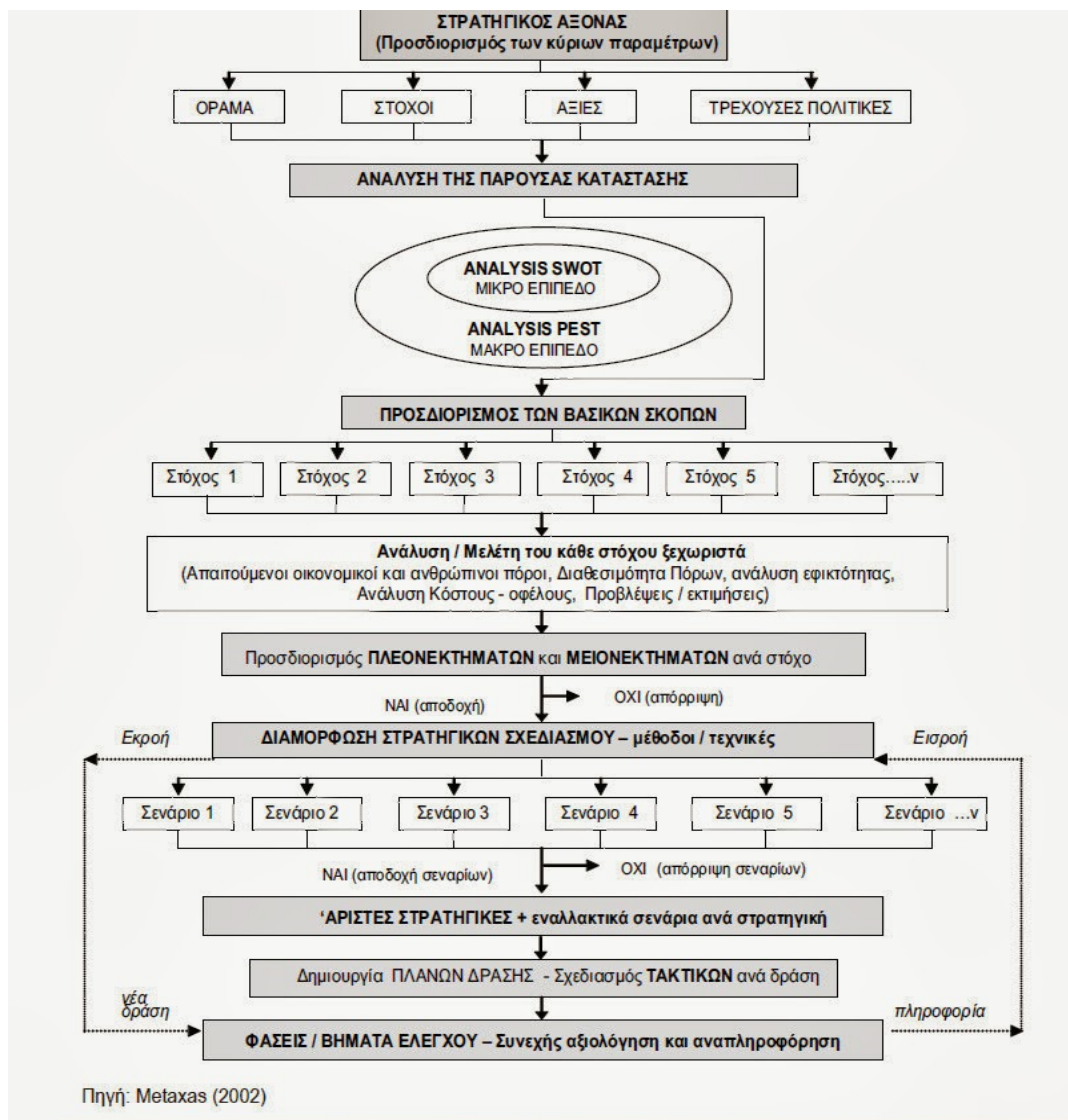 ΣΤΡΑΤΗΓΙΚΟΣ ΑΞΟΝΑΣ
(Προσδιορισμός των κύριων παραμέτρων)
ΟΡΑΜΑ
ΣΤΟΧΟΙ
ΑΞΙΕΣ
ΤΡΕΧΟΥΣΕΣ ΠΟΛΙΤΙΚΕΣ
ΑΝΑΛΥΣΗ ΤΗΣ ΠΑΡΟΥΣΑΣ ΚΑΤΑΣΤΑΣΗΣ
ANALYSIS SWOT
ΜΙΚΡΟ ΕΠΙΠΕΔΟ
ANALYSIS PEST
ΜΑΚΡΟ ΕΠΙΠΕΔΟ
ΠΡΟΣΔΙΟΡΙΣΜΟΣ ΤΩΝ ΒΑΣΙΚΩΝ ΣΚΟΠΩΝ
Στόχος 1
Στόχος 2
Στόχος 3
Στόχος 4
Στόχος 5
Στόχος.....ν
Ανάλυση / Μελέτη του κάθε στόχου ξεχωριστά
(Απαιτούμενοι οικονομικοί και ανθρώπινοι πόροι, Διαθεσιμότητα Πόρων, ανάλυση εφικτότητας,
Ανάλυση Κόστους - οφέλους, Προβλέψεις / εκτιμήσεις)
Προσδιορισμός ΠΛΕΟΝΕΚΤΗΜΑΤΩΝ και ΜΕΙΟΝΕΚΤΗΜΑΤΩΝ ανά στόχο
ΝΑΙ (αποδοχή)
ΟΧΙ (απόρριψη)
Εκροή
ΔΙΑΜΟΡΦΩΣΗ ΣΤΡΑΤΗΓΙΚΩΝ ΣΧΕΔΙΑΣΜΟΥ – μέθοδοι / τεχνικές
Εισροή
Σενάριο 1
Σενάριο 2
Σενάριο 3
Σενάριο 4
Σενάριο 5
Σενάριο ...ν
ΝΑΙ (αποδοχή σεναρίων)
ΟΧΙ (απόρριψη σεναρίων)
‘ΑΡΙΣΤΕΣ ΣΤΡΑΤΗΓΙΚΕΣ + εναλλακτικά σενάρια ανά στρατηγική
Δημιουργία ΠΛΑΝΩΝ ΔΡΑΣΗΣ - Σχεδιασμός ΤΑΚΤΙΚΩΝ ανά δράση
νέα
δράση
πληροφορία
ΦΑΣΕΙΣ / ΒΗΜΑΤΑ ΕΛΕΓΧΟΥ – Συνεχής αξιολόγηση και αναπληροφόρηση
Πηγή: Metaxas (2002)